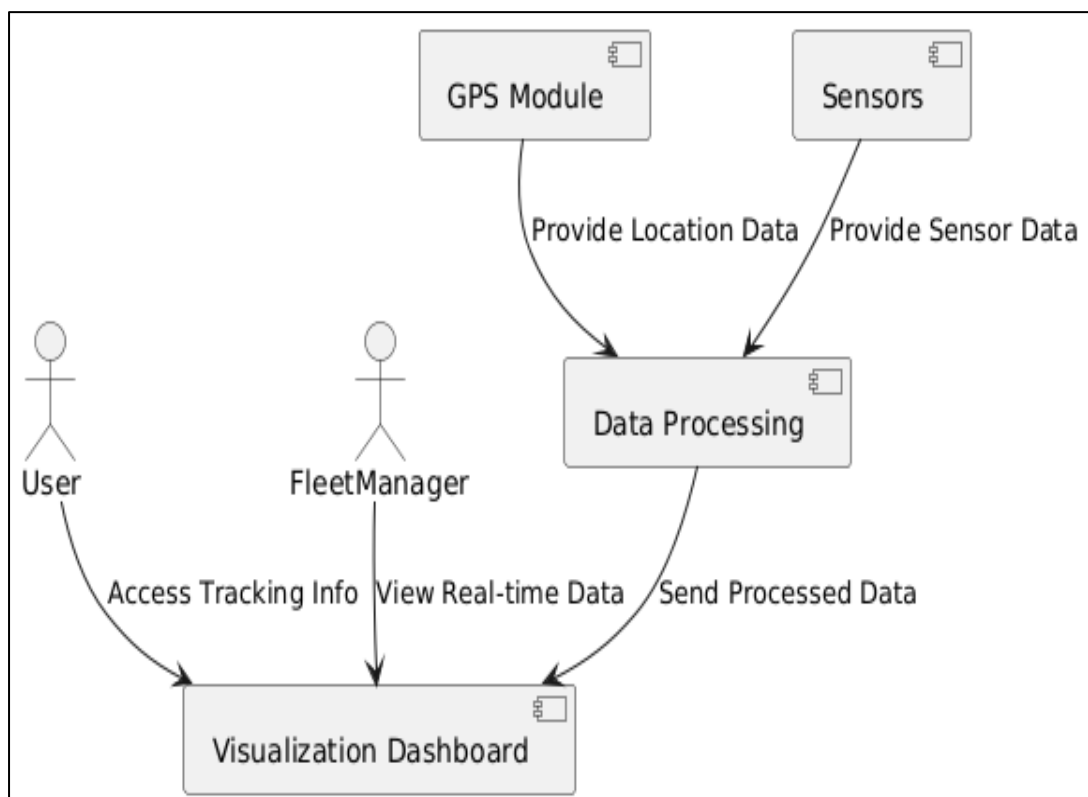 GPS Module
Sensors
Provide Location Data
Provide Sensor Data
Data Processing
User
FleetManager
Access Tracking Info
View Real-time Data
Send Processed Data
Visualization Dashboard